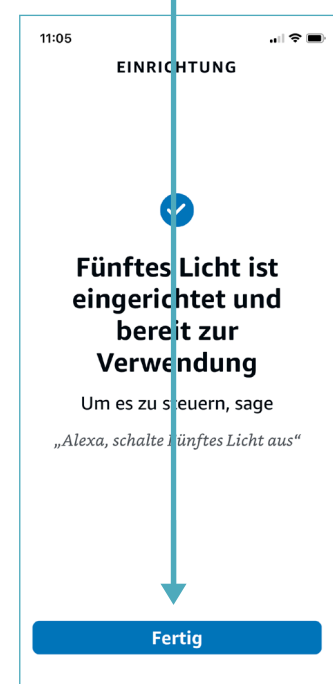 11:05
EINRICHTUNG
Fünftes Licht ist
eingerichtet und
bereit zur
Verwendung
Um es zu steuern, sage
„Alexa, schalte Fünftes Licht aus“
Fertig